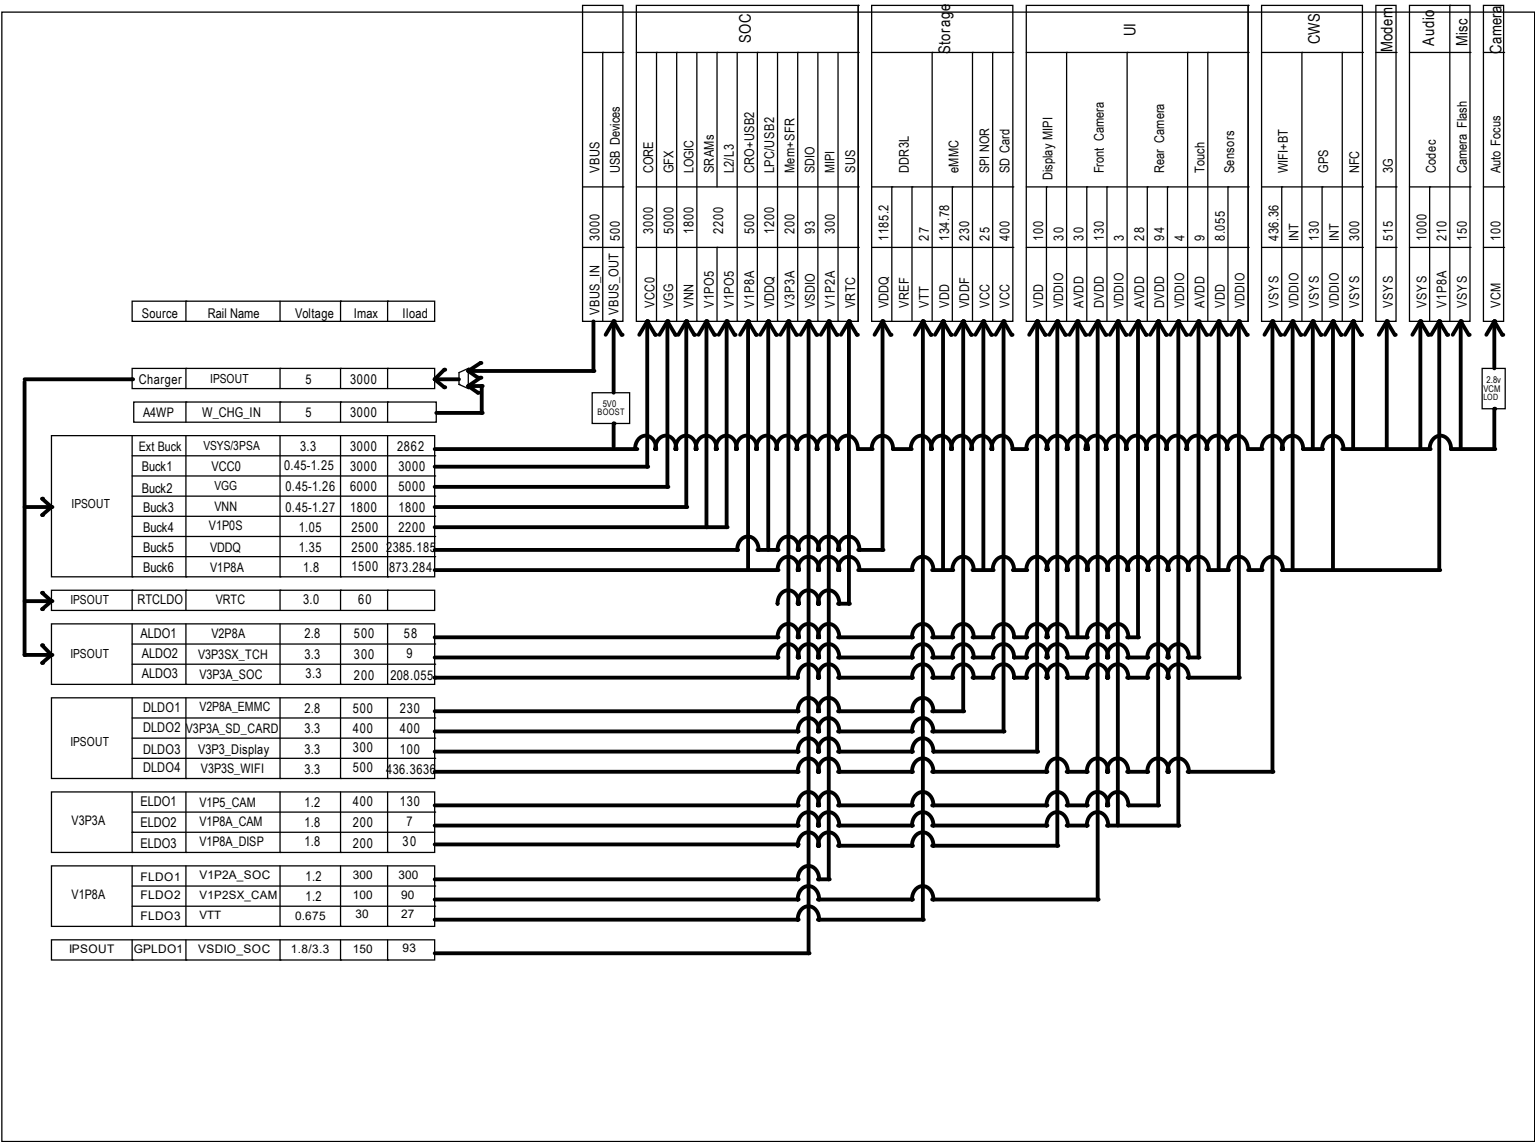 SOC
Storage
UI
CWS
Modem
Audio
Misc
Camera
VBUS
USB Devices
CORE
GFX
LOGIC
SRAMs
L2/L3
CRO+USB2
LPC/USB2
Mem+SFR
SDIO
MIPI
SUS
DDR3L
eMMC
SPI NOR
SD Card
Display MIPI
Front Camera
Rear Camera
Touch
Sensors
WIFI+BT
GPS
NFC
3G
Codec
Camera Flash
Auto Focus
3000
500
3000
5000
1800
2200
500
1200
200
93
300
1185.2
27
134.78
230
25
400
100
30
30
130
3
28
94
4
9
8.055
436.36
INT
130
INT
300
515
1000
210
150
100
VBUS_IN
VBUS_OUT
VCC0
VGG
VNN
V1PO5
V1PO5
V1P8A
VDDQ
V3P3A
VSDIO
V1P2A
VRTC
VDDQ
VREF
VTT
VDD
VDDF
VCC
VCC
VDD
VDDIO
AVDD
DVDD
VDDIO
AVDD
DVDD
VDDIO
AVDD
VDD
VDDIO
VSYS
VDDIO
VSYS
VDDIO
VSYS
VSYS
VSYS
V1P8A
VSYS
VCM
Source Rail Name Voltage Imax Iload
Charger IPSOUT 5 3000
A4WP W_CHG_IN 5 3000
5V0
BOOST
2.8v
VCM
LOD
IPSOUT
Ext Buck VSYS/3PSA 3.3 3000 2862
Buck1 VCC0 0.45-1.25 3000 3000
Buck2 VGG 0.45-1.26 6000 5000
Buck3 VNN 0.45-1.27 1800 1800
Buck4 V1P0S 1.05 2500 2200
Buck5 VDDQ 1.35 2500 2385.185
Buck6 V1P8A 1.8 1500 873.284
IPSOUT RTCLDO VRTC 3.0 60
IPSOUT
ALDO1 V2P8A 2.8 500 58
ALDO2 V3P3SX_TCH 3.3 300 9
ALDO3 V3P3A_SOC 3.3 200 208.055
IPSOUT
DLDO1 V2P8A_EMMC 2.8 500 230
DLDO2 V3P3A_SD_CARD 3.3 400 400
DLDO3 V3P3_Display 3.3 300 100
DLDO4 V3P3S_WIFI 3.3 500 436.3636
V3P3A
ELDO1 V1P5_CAM 1.2 400 130
ELDO2 V1P8A_CAM 1.8 200 7
ELDO3 V1P8A_DISP 1.8 200 30
V1P8A
FLDO1 V1P2A_SOC 1.2 300 300
FLDO2 V1P2SX_CAM 1.2 100 90
FLDO3 VTT 0.675 30 27
IPSOUT GPLDO1 VSDIO_SOC 1.8/3.3 150 93